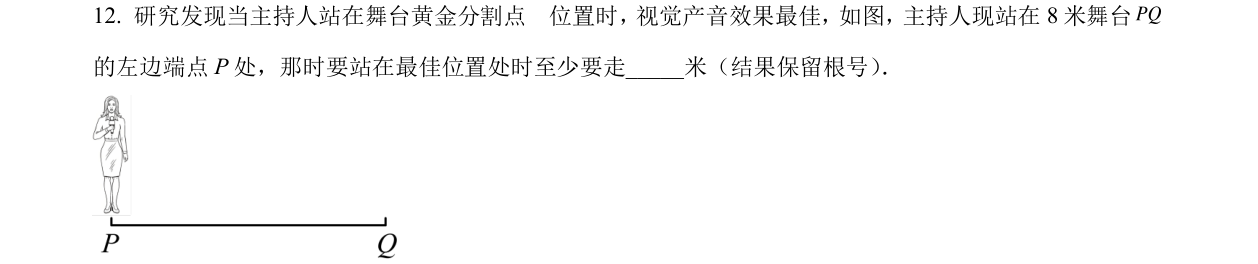 12. 研究发现当主持人站在舞台黄金分割点 位置时，视觉产音效果最佳，如图，主持人现站在 8 米舞台 PQ
的左边端点 P 处，那时要站在最佳位置处时至少要走_____米（结果保留根号）.
P
Q